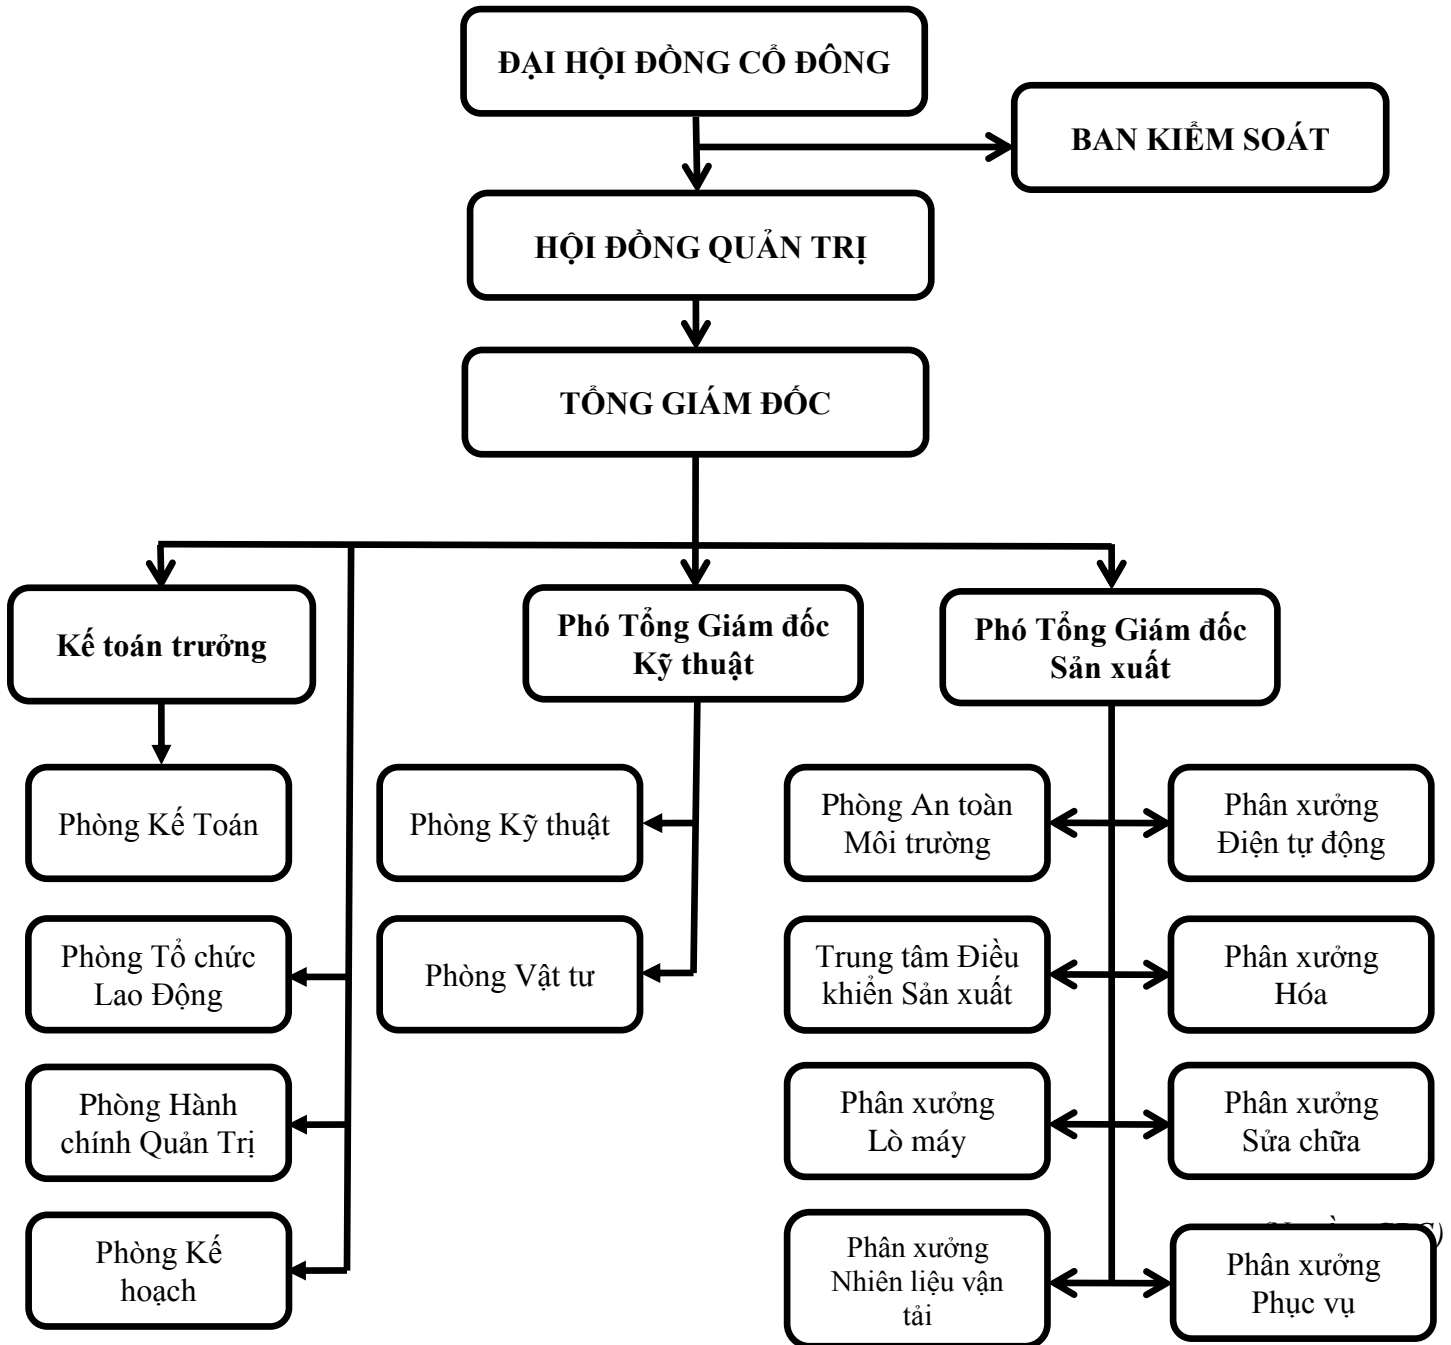 ĐẠI HỘI ĐỒNG CỔ ĐÔNG
BAN KIỂM SOÁT
HỘI ĐỒNG QUẢN TRỊ
TỔNG GIÁM ĐỐC
Kế toán trưởng
Phó Tổng Giám đốc
Kỹ thuật
Phó Tổng Giám đốc
Sản xuất
Phòng Kế Toán
Phòng Kỹ thuật
Phòng An toàn
Môi trường
Phân xưởng
Điện tự động
Phòng Tổ chức
Lao Động
Phòng Vật tư
Trung tâm Điều
khiển Sản xuất
Phân xưởng
Hóa
Phòng Hành
chính Quản Trị
Phân xưởng
Lò máy
Phân xưởng
Sửa chữa
Phòng Kế
hoạch
Phân xưởng
Nhiên liệu vận
tải
Phân xưởng
Phục vụ